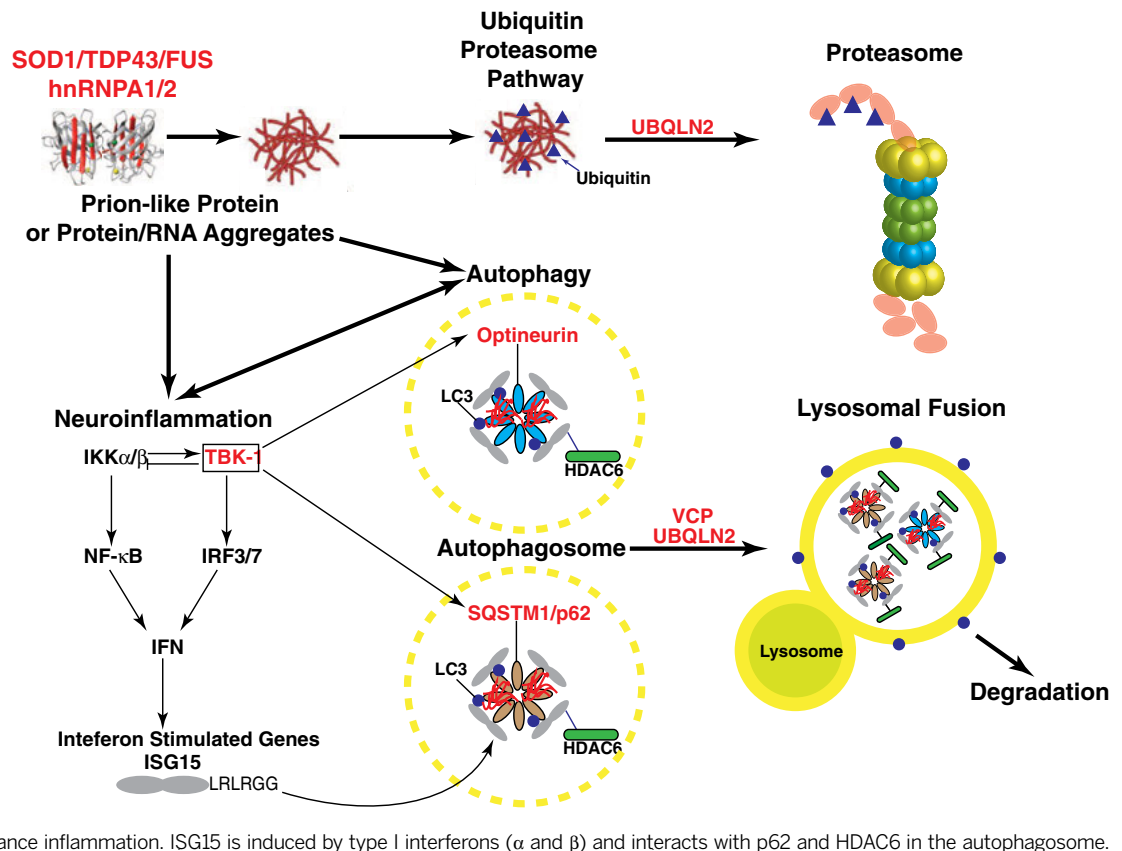 SOD1/TDP43/FUS
hnRNPA1/2
Ubiquitin
Proteasome
Pathway
Proteasome
UBQLN2
Ubiquitin
Prion-like Protein
or Protein/RNA Aggregates
Autophagy
Optineurin
LC3
HDAC6
Neuroinflammation
IKKα/β
TBK-1
NF-κB
IRF3/7
IFN
Inteferon Stimulated Genes
ISG15
LRLRGG
Autophagosome
VCP
UBQLN2
SQSTM1/p62
LC3
HDAC6
Lysosomal Fusion
Lysosome
Degradation
ance inflammation. ISG15 is induced by type I interferons (α and β) and interacts with p62 and HDAC6 in the autophagosome.